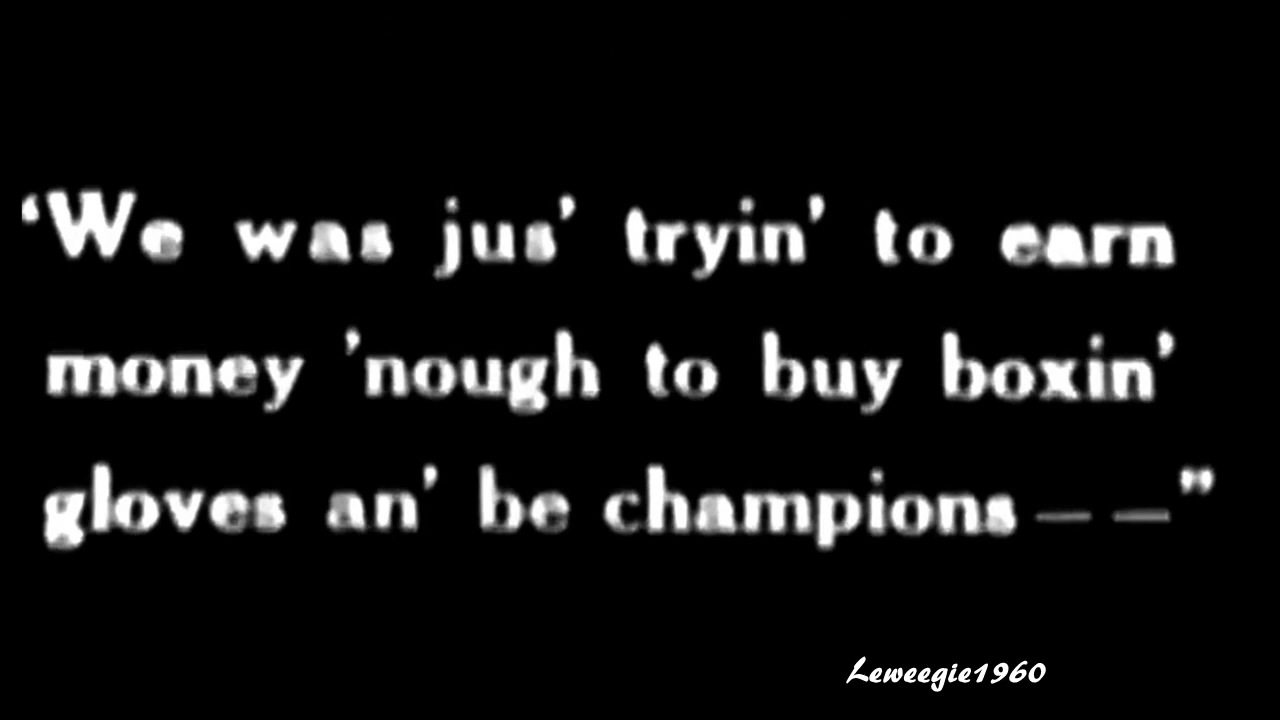 “We was jus’ tryin’ to earn
money ’nough to buy boxin’
gloves an’ be champions — —”
Leweegie1960